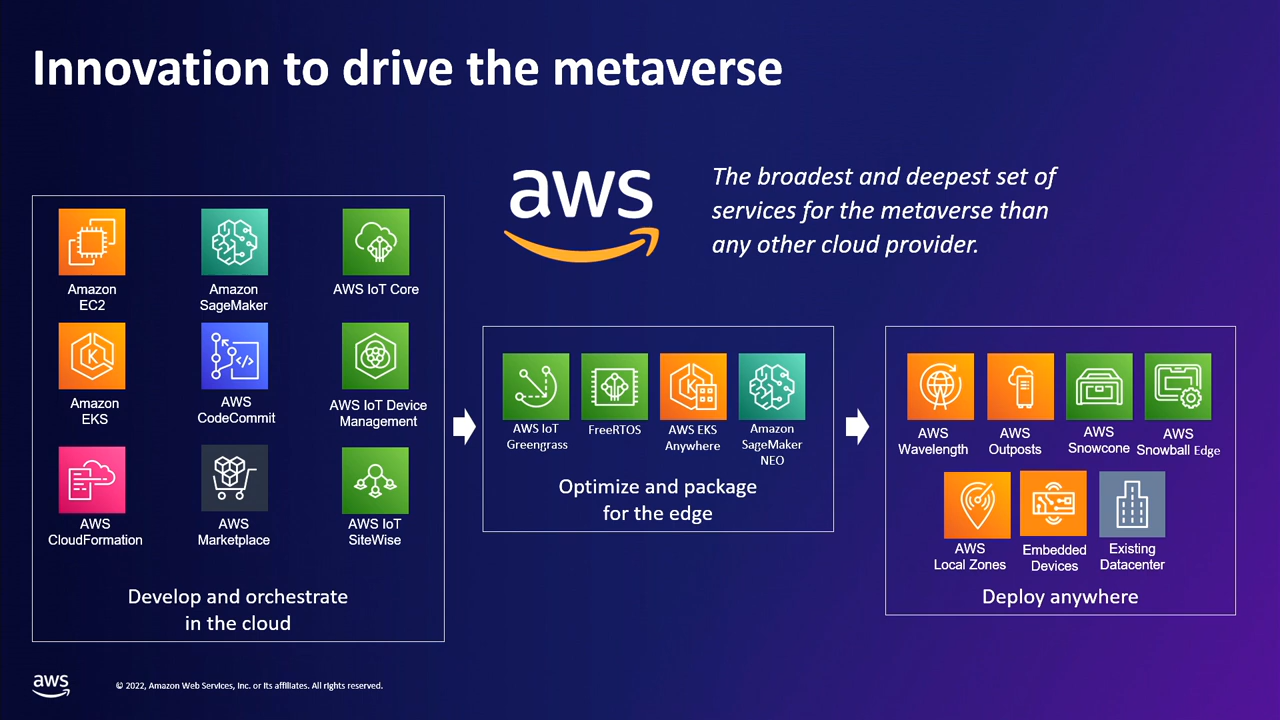 Innovation to drive the metaverse
aws
The broadest and deepest set of
services for the metaverse than
any other cloud provider.
Amazon
EC2
Amazon
SageMaker
AWS IoT Core
Amazon
EKS
AWS
CodeCommit
AWS IoT Device
Management
AWS
CloudFormation
AWS
Marketplace
AWS IoT
SiteWise
Develop and orchestrate
in the cloud
AWS IoT
Greengrass
FreeRTOS
AWS EKS
Anywhere
Amazon
SageMaker
NEO
Optimize and package
for the edge
AWS
Wavelength
AWS
Outposts
AWS
Snowcone
AWS
Snowball Edge
AWS
Local Zones
Embedded
Devices
Existing
Datacenter
Deploy anywhere
aws
© 2022, Amazon Web Services, Inc. or its affiliates. All rights reserved.